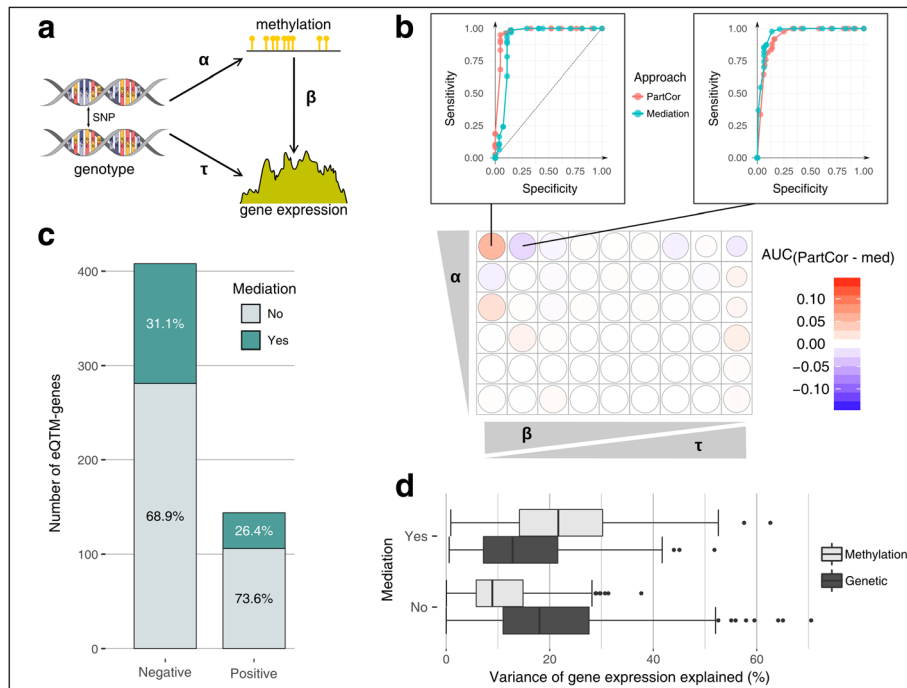 a
methylation
α
β
SNP
genotype
τ
gene expression
b
Sensitivity
1.00
0.75
0.50
0.25
0.00
0.00 0.25 0.50 0.75 1.00
Specificity
Approach
PartCor
Mediation
Sensitivity
1.00
0.75
0.50
0.25
0.00
0.00 0.25 0.50 0.75 1.00
Specificity
α
β
τ
AUC(PartCor - med)
0.10
0.05
0.00
−0.05
−0.10
c
Number of eQTM-genes
400
300
200
100
0
Mediation
No
Yes
31.1%
68.9%
26.4%
73.6%
Negative Positive
d
Mediation
Yes
No
Methylation
Genetic
0 20 40 60
Variance of gene expression explained (%)